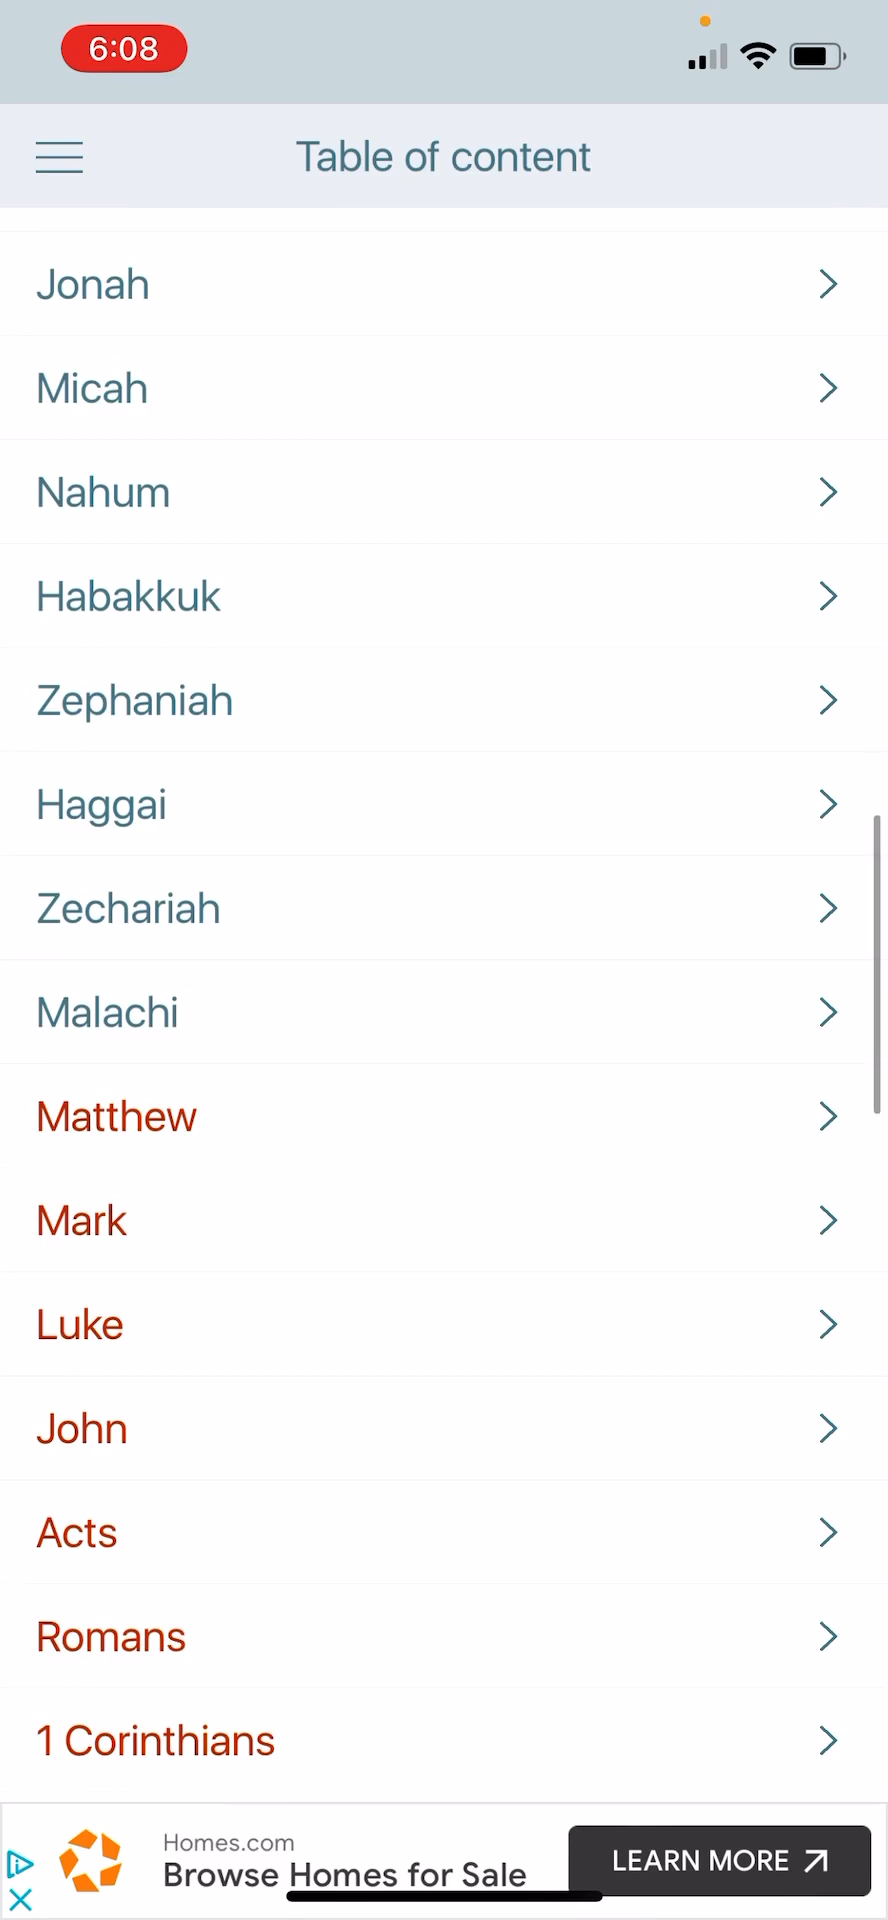 6:08
Table of content
Jonah
Micah
Nahum
Habakkuk
Zephaniah
Haggai
Zechariah
Malachi
Matthew
Mark
Luke
John
Acts
Romans
1 Corinthians
Homes.com
Browse Homes for Sale
LEARN MORE